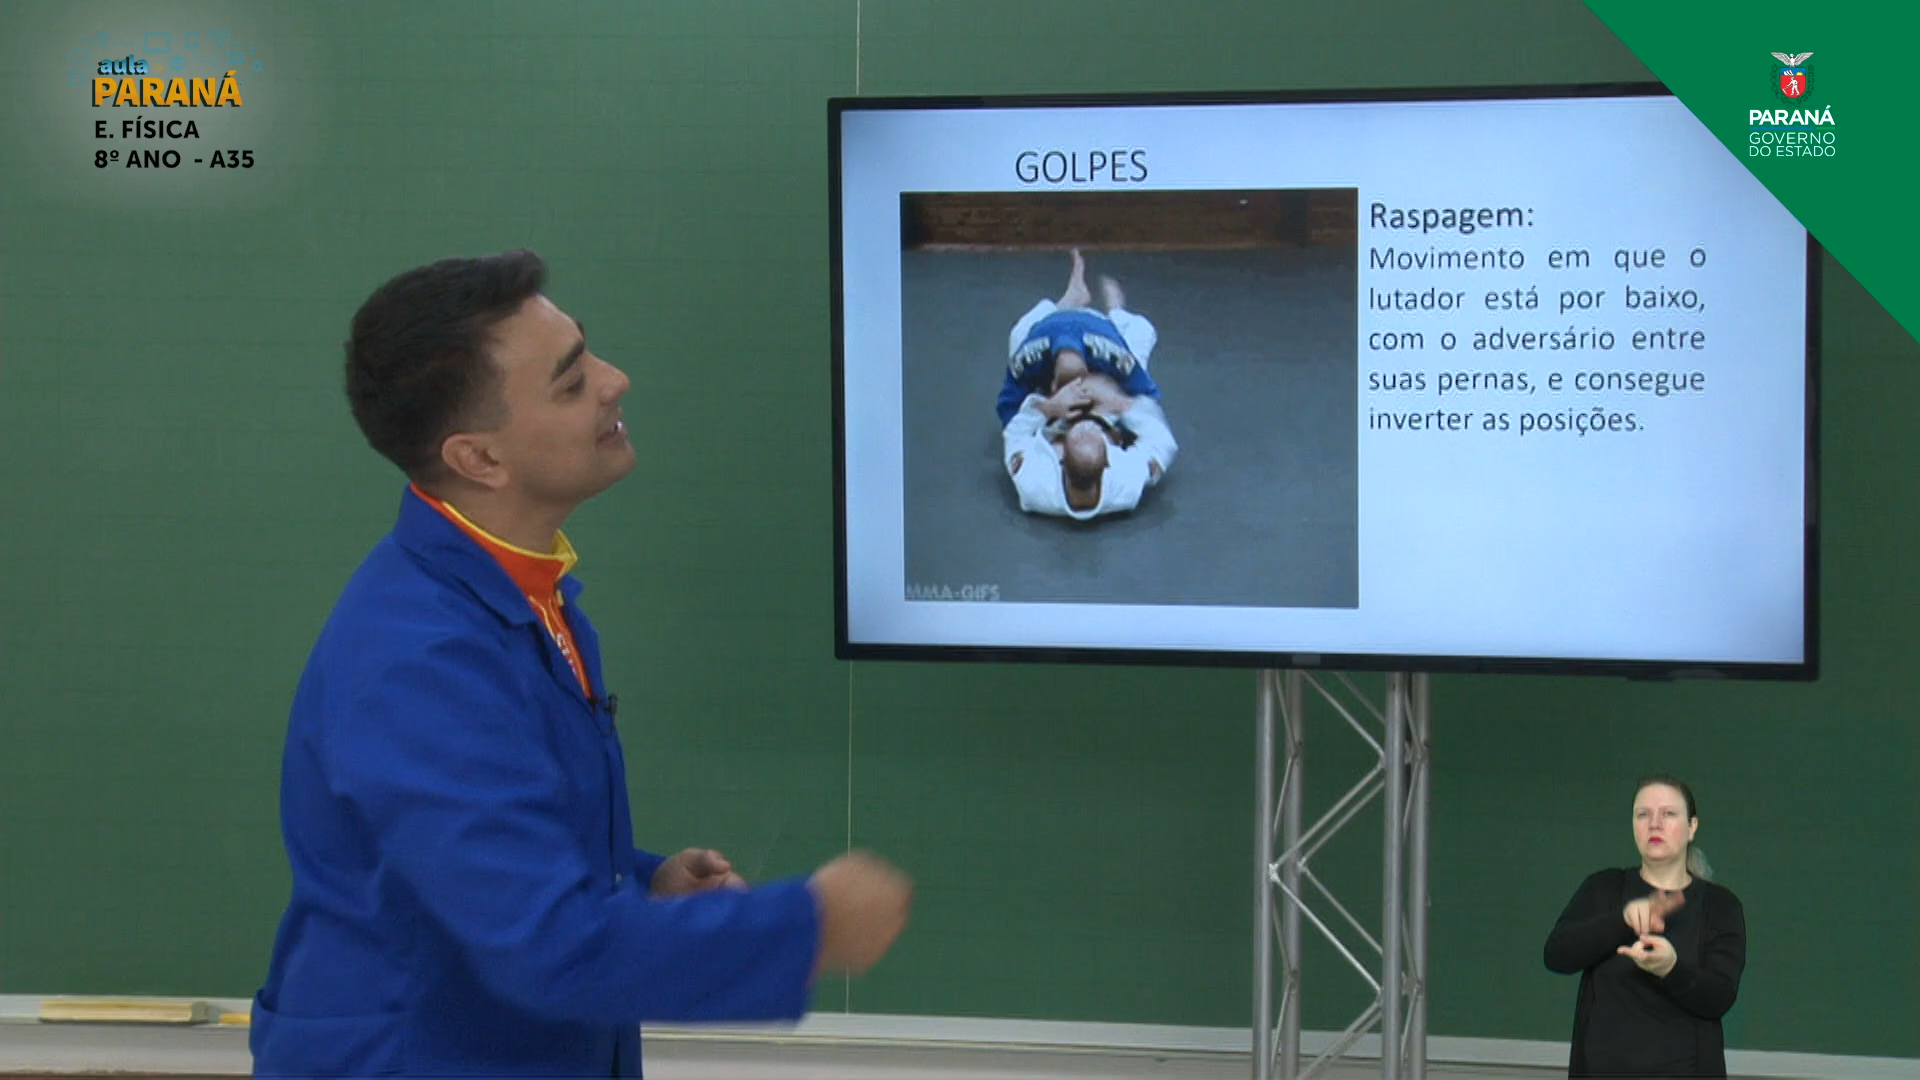 aula
PARANÁ
E. FÍSICA
8º ANO - A35
PARANÁ
GOVERNO
DO ESTADO
GOLPES
Raspagem:
Movimento em que o
lutador está por baixo,
com o adversário entre
suas pernas, e consegue
inverter as posições.
MMA-GIFS